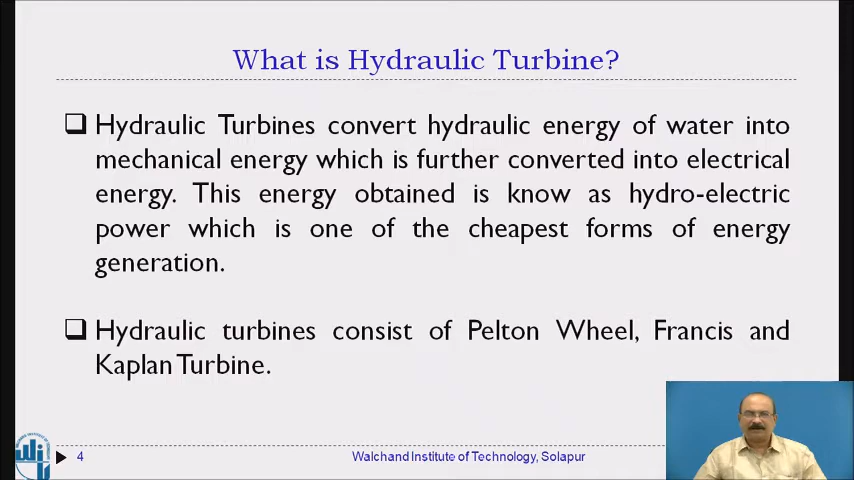 What is Hydraulic Turbine?
Hydraulic Turbines convert hydraulic energy of water into
mechanical energy which is further converted into electrical
energy. This energy obtained is know as hydro-electric
power which is one of the cheapest forms of energy
generation.
Hydraulic turbines consist of Pelton Wheel, Francis and
Kaplan Turbine.
4
Walchand Institute of Technology, Solapur